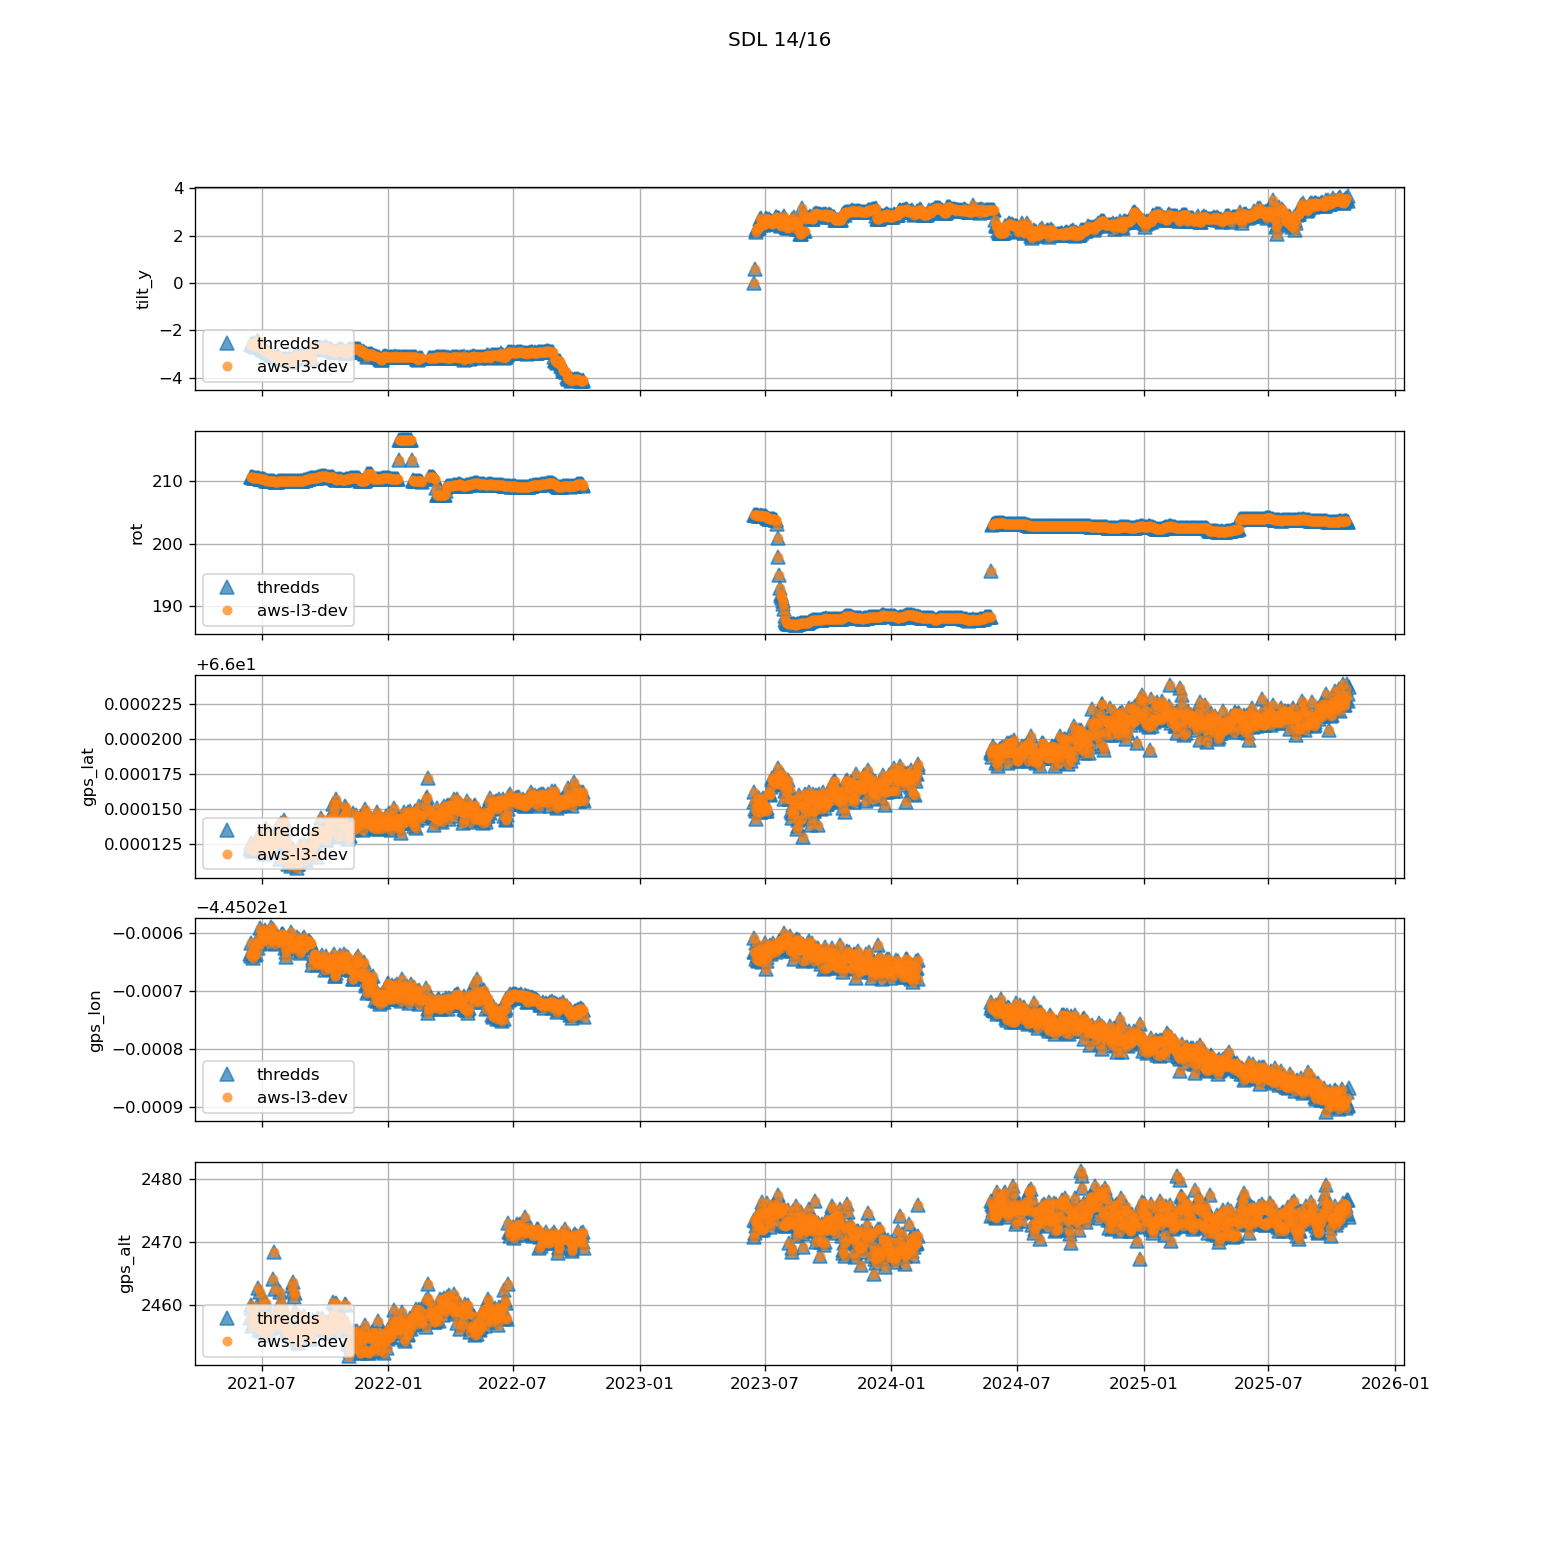 SDL 14/16
4
2
0
−2
−4
tilt_y
thredds
aws-l3-dev
210
200
190
rot
thredds
aws-l3-dev
+6.6e1
0.000225
0.000200
0.000175
0.000150
0.000125
gps_lat
thredds
aws-l3-dev
−4.4502e1
−0.0006
−0.0007
−0.0008
−0.0009
gps_lon
thredds
aws-l3-dev
2480
2470
2460
gps_alt
thredds
aws-l3-dev
2021-07 2022-01 2022-07 2023-01 2023-07 2024-01 2024-07 2025-01 2025-07 2026-01